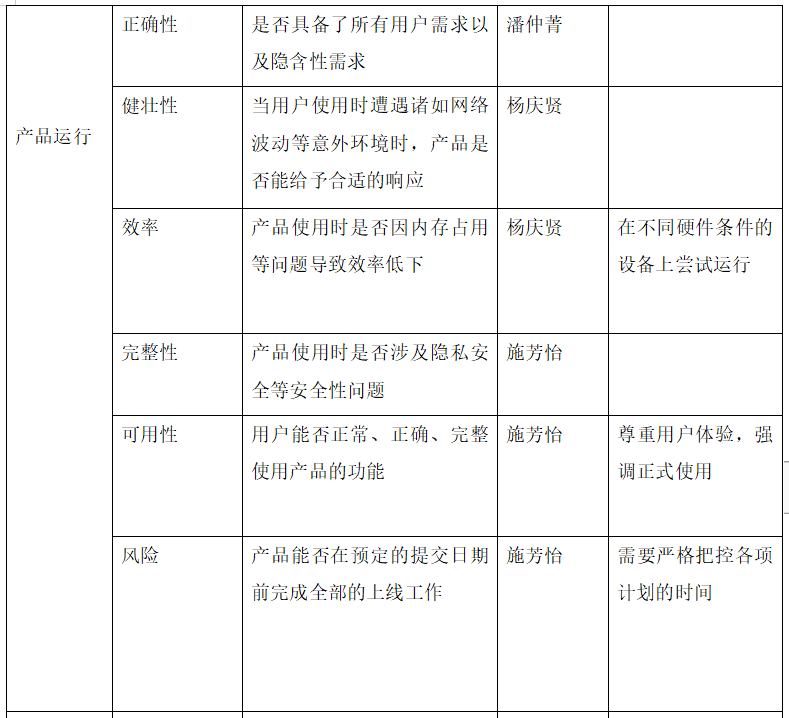 产品运行
正确性
是否具备了所有用户需求以
及隐含性需求
潘仲菁
健壮性
当用户使用时遭遇诸如网络
波动等意外环境时，产品是
否能给予合适的响应
杨庆贤
效率
产品使用时是否因内存占用
等问题导致效率低下
杨庆贤
在不同硬件条件的
设备上尝试运行
完整性
产品使用时是否涉及隐私安
全等安全性问题
施芳怡
可用性
用户能否正常、正确、完整
使用产品的功能
施芳怡
尊重用户体验，强
调正式使用
风险
产品能否在预定的提交日期
前完成全部的上线工作
施芳怡
需要严格把控各项
计划的时间